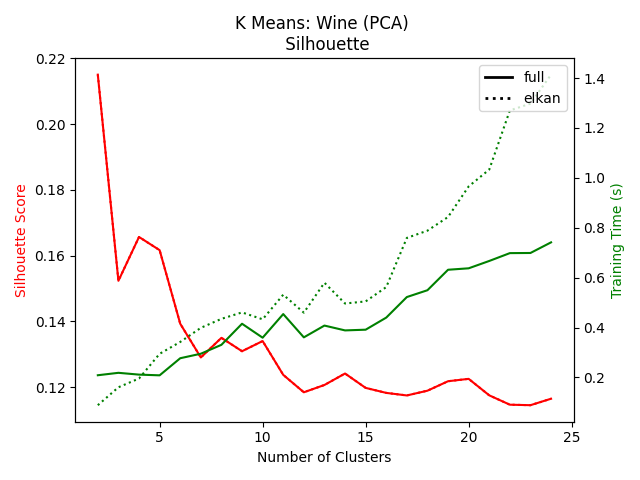 K Means: Wine (PCA)
Silhouette
0.22
0.20
0.18
0.16
0.14
0.12
Silhouette Score
full
elkan
1.4
1.2
1.0
0.8
0.6
0.4
0.2
Training Time (s)
5
10
15
20
25
Number of Clusters